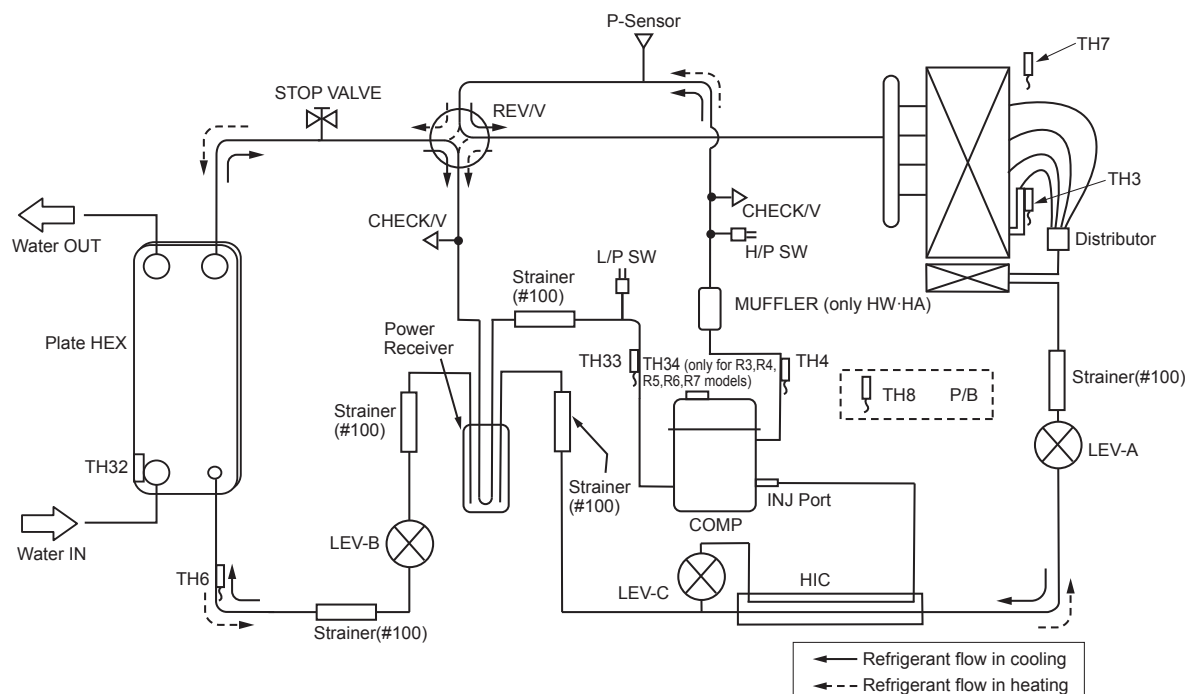 P-Sensor
TH7
STOP VALVE
REV/V
TH3
CHECK/V
Water OUT
CHECK/V
Distributor
L/P SW
H/P SW
Strainer
(#100)
MUFFLER (only HW·HA)
Plate HEX
Power
Receiver
TH33
TH34 (only for R3,R4,
R5,R6,R7 models)
TH4
Strainer(#100)
TH8 P/B
Strainer
(#100)
TH32
LEV-A
Strainer
(#100)
INJ Port
COMP
Water IN
LEV-B
TH6
LEV-C
HIC
Strainer(#100)
Refrigerant flow in cooling
Refrigerant flow in heating